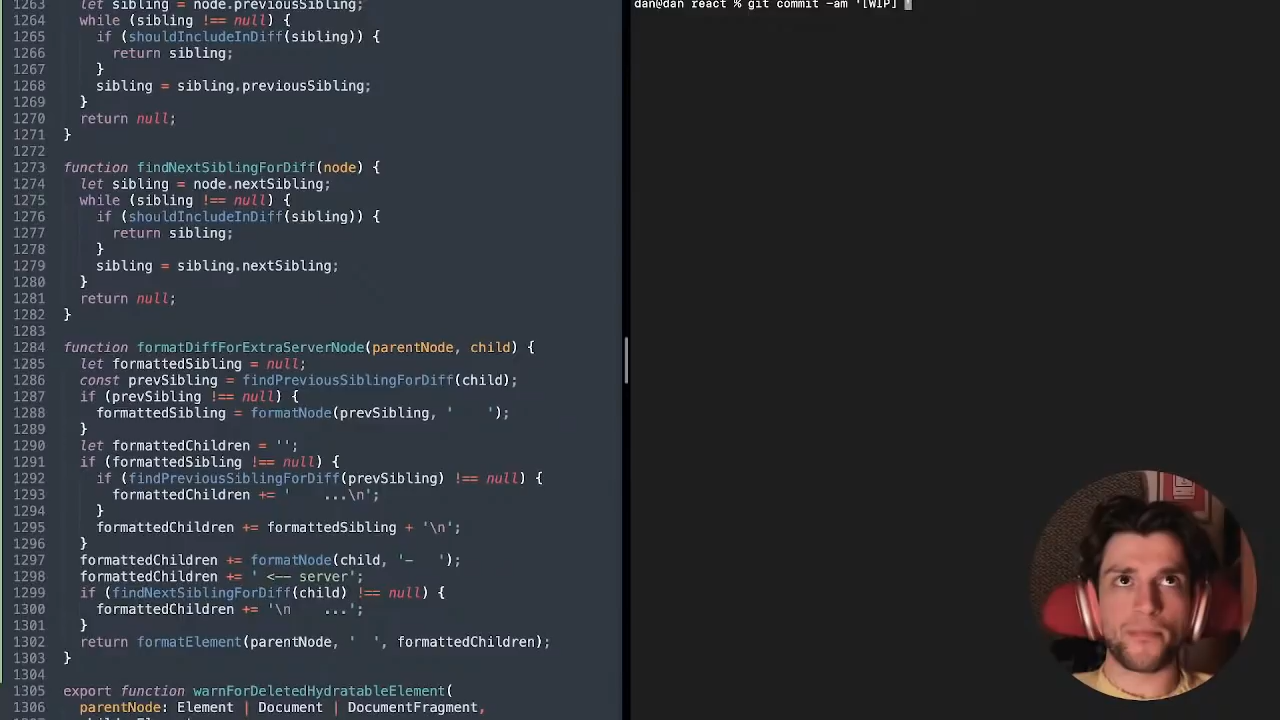 1263 let sibling = node.previousSibling;
1264 while (sibling !== null) {
1265 if (shouldIncludeInDiff(sibling)) {
1266 return sibling;
1267 }
1268 sibling = sibling.previousSibling;
1269 }
1270 return null;
1271 }
1272
1273 function findNextSiblingForDiff(node) {
1274 let sibling = node.nextSibling;
1275 while (sibling !== null) {
1276 if (shouldIncludeInDiff(sibling)) {
1277 return sibling;
1278 }
1279 sibling = sibling.nextSibling;
1280 }
1281 return null;
1282 }
1283
1284 function formatDiffForExtraServerNode(parentNode, child) {
1285 let formattedSibling = null;
1286 const prevSibling = findPreviousSiblingForDiff(child);
1287 if (prevSibling !== null) {
1288 formattedSibling = formatNode(prevSibling, '    ');
1289 }
1290 let formattedChildren = '';
1291 if (formattedSibling !== null) {
1292 if (findPreviousSiblingForDiff(prevSibling) !== null) {
1293 formattedChildren += '    ...\n';
1294 }
1295 formattedChildren += formattedSibling + '\n';
1296 }
1297 formattedChildren += formatNode(child, '-   ');
1298 formattedChildren += ' <-- server';
1299 if (findNextSiblingForDiff(child) !== null) {
1300 formattedChildren += '\n    ...';
1301 }
1302 return formatElement(parentNode, '  ', formattedChildren);
1303 }
1304
1305 export function warnForDeletedHydratableElement(
1306 parentNode: Element | Document | DocumentFragment,
dan@dan react % git commit -am '[WIP] '